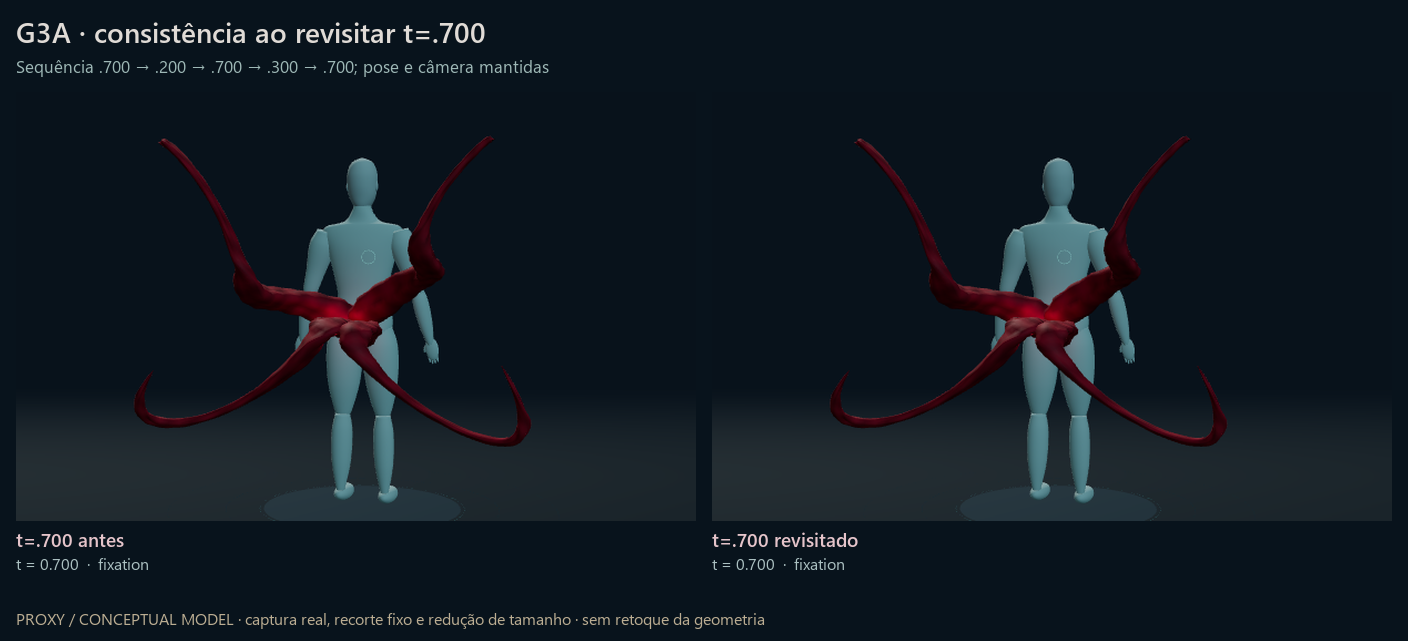 G3A · consistência ao revisitar t=.700
Sequência .700 → .200 → .700 → .300 → .700; pose e câmera mantidas
t=.700 antes
t = 0.700 · fixation
t=.700 revisitado
t = 0.700 · fixation
PROXY / CONCEPTUAL MODEL · captura real, recorte fixo e redução de tamanho · sem retoque da geometria